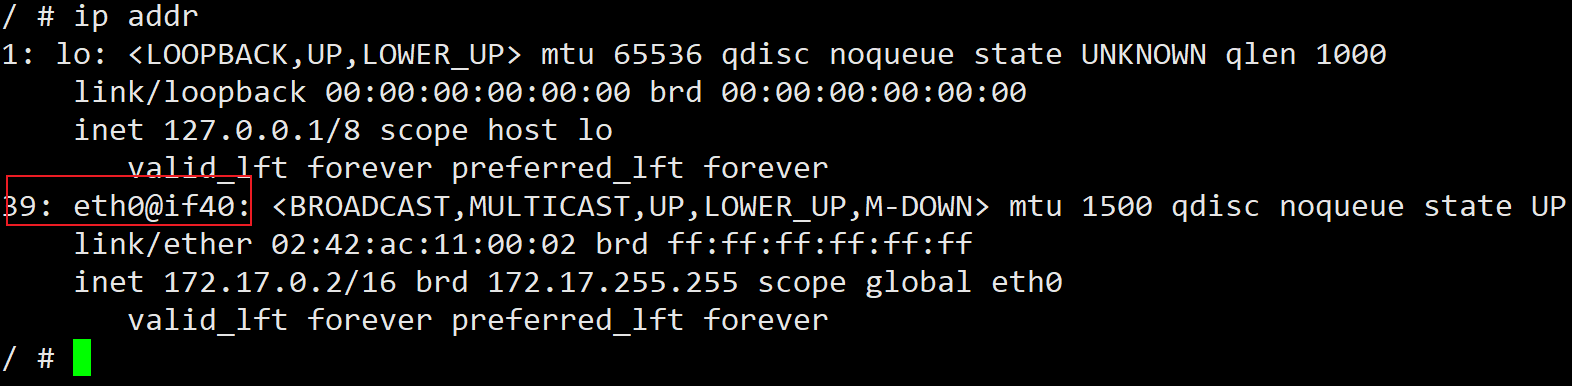 / # ip addr
1: lo: <LOOPBACK,UP,LOWER_UP> mtu 65536 qdisc noqueue state UNKNOWN qlen 1000
    link/loopback 00:00:00:00:00:00 brd 00:00:00:00:00:00
    inet 127.0.0.1/8 scope host lo
       valid_lft forever preferred_lft forever
39: eth0@if40: <BROADCAST,MULTICAST,UP,LOWER_UP,M-DOWN> mtu 1500 qdisc noqueue state UP
    link/ether 02:42:ac:11:00:02 brd ff:ff:ff:ff:ff:ff
    inet 172.17.0.2/16 brd 172.17.255.255 scope global eth0
       valid_lft forever preferred_lft forever
/ #